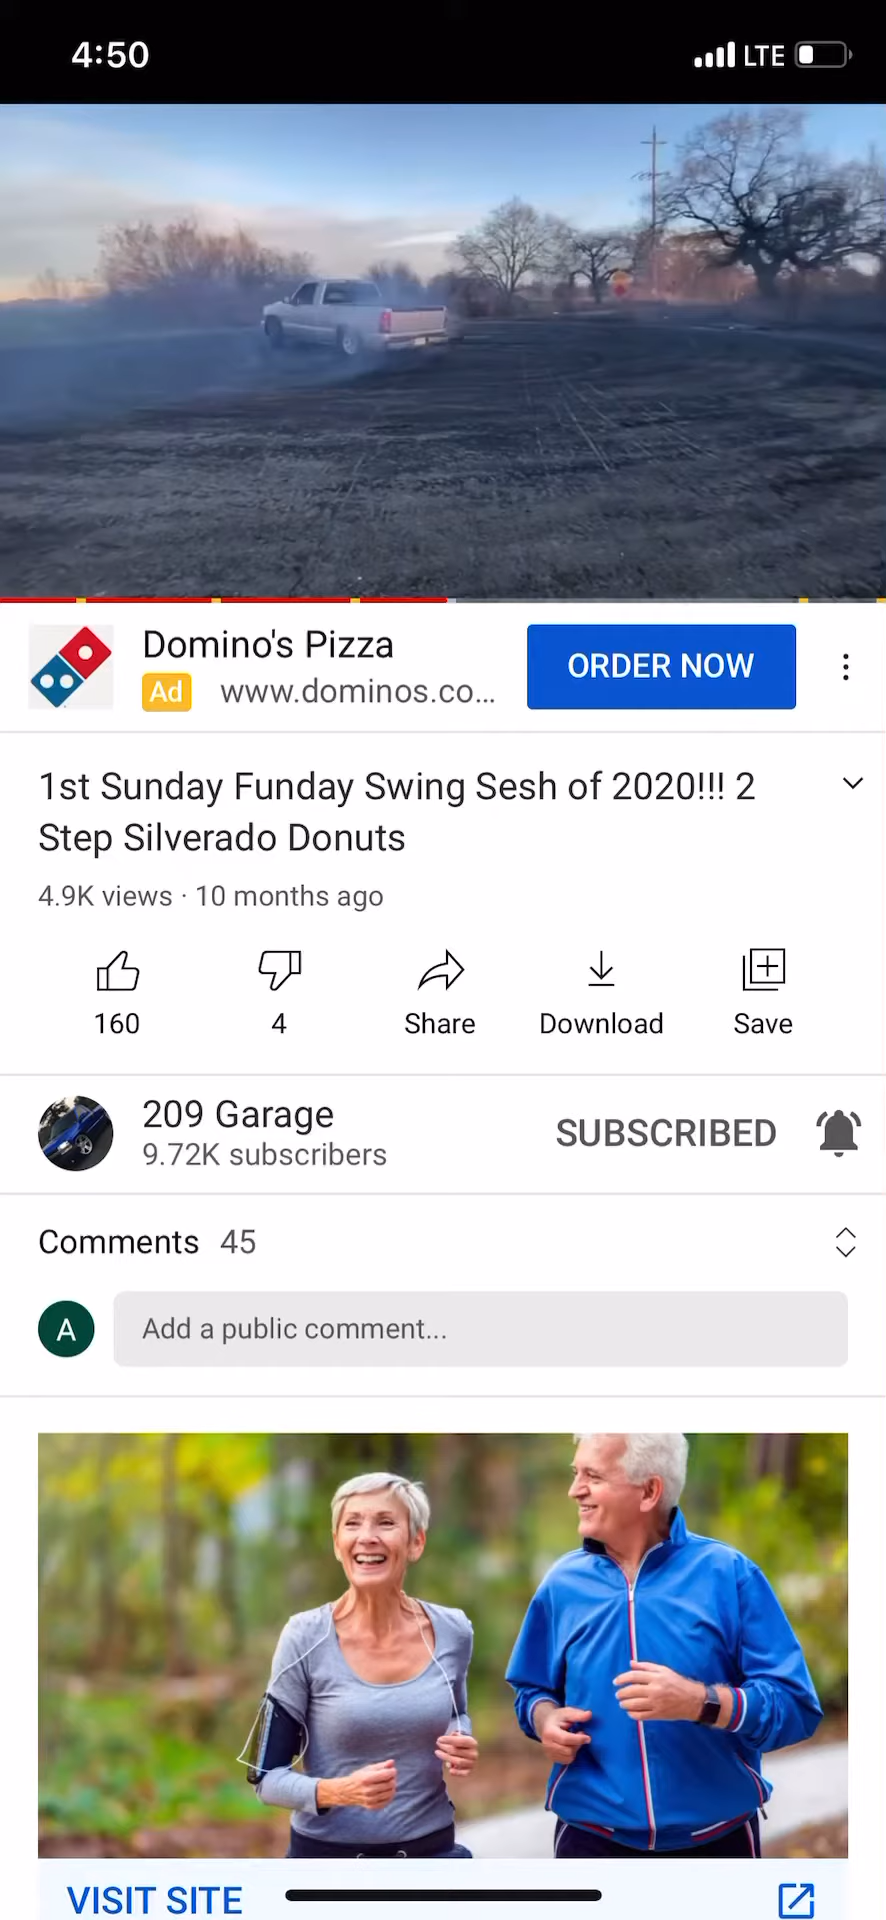 4:50
LTE
Domino's Pizza
ORDER NOW
Ad www.dominos.co...
1st Sunday Funday Swing Sesh of 2020!!! 2
Step Silverado Donuts
4.9K views · 10 months ago
160 4 Share Download Save
209 Garage
9.72K subscribers
SUBSCRIBED
Comments 45
A Add a public comment...
VISIT SITE